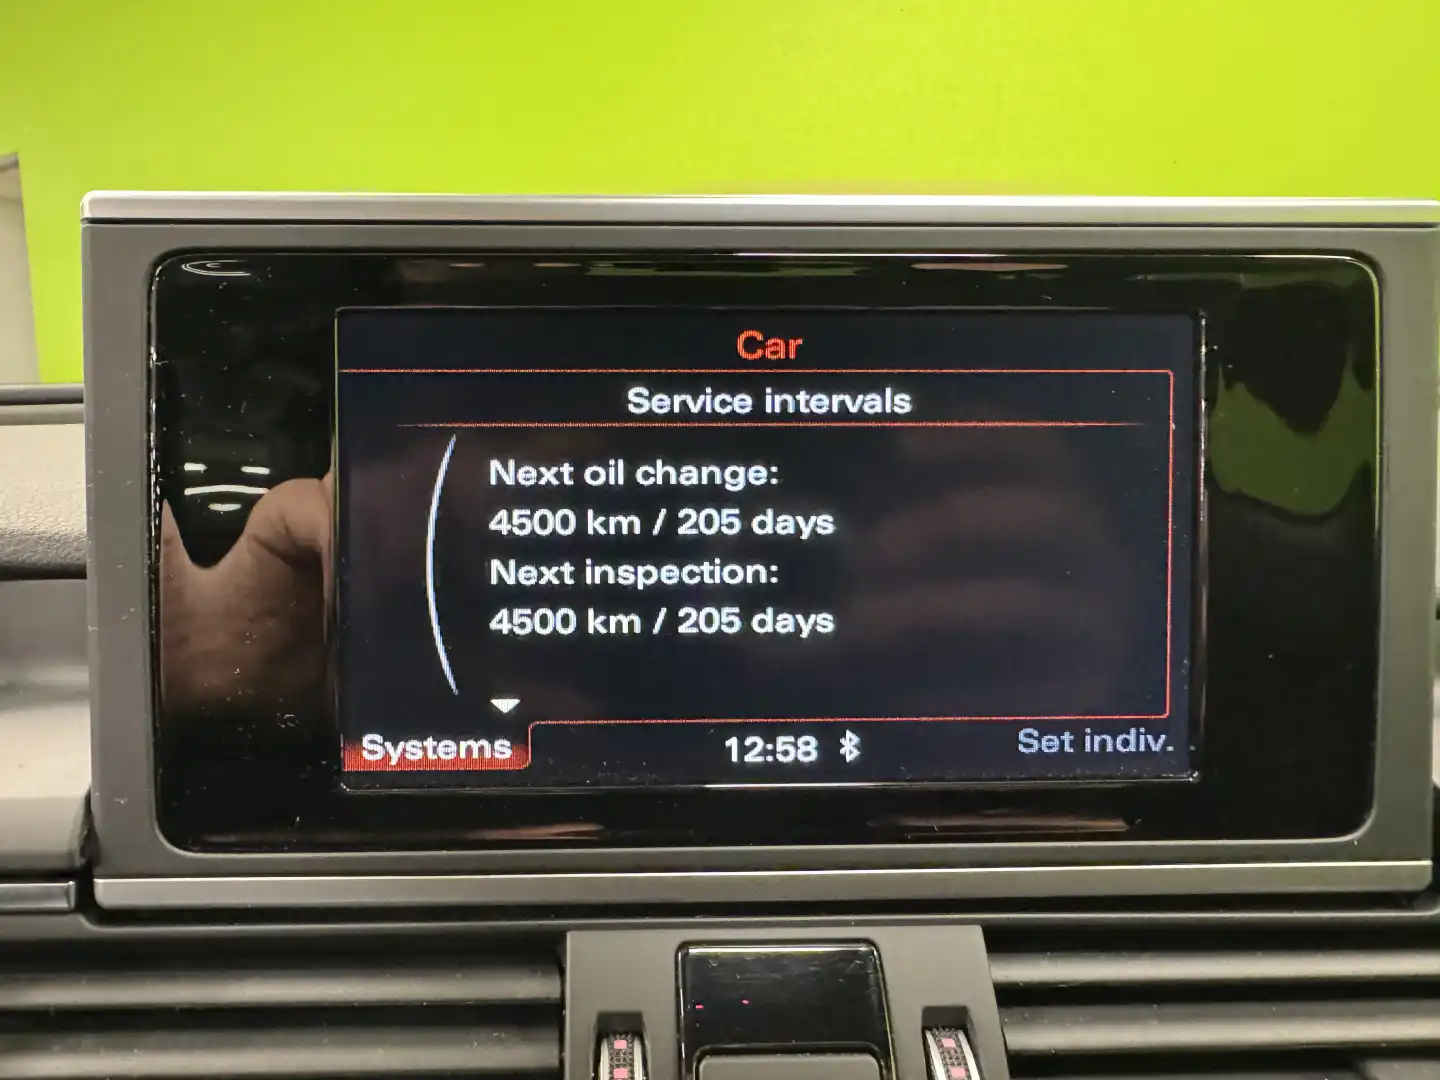 Car
Service intervals
Next oil change:
4500 km / 205 days
Next inspection:
4500 km / 205 days
Systems
12:58
Set indiv.